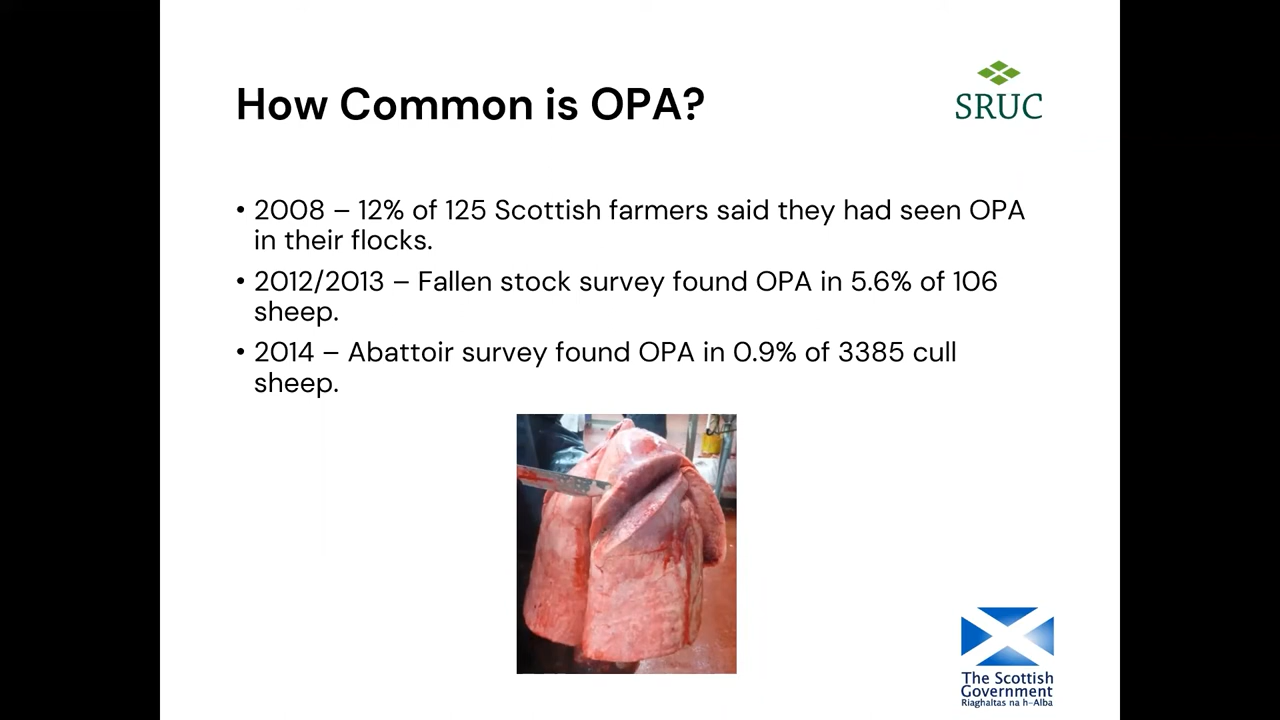 How Common is OPA?
SRUC
• 2008 – 12% of 125 Scottish farmers said they had seen OPA
in their flocks.
• 2012/2013 – Fallen stock survey found OPA in 5.6% of 106
sheep.
• 2014 – Abattoir survey found OPA in 0.9% of 3385 cull
sheep.
The Scottish
Government
Riaghaltas na h-Alba